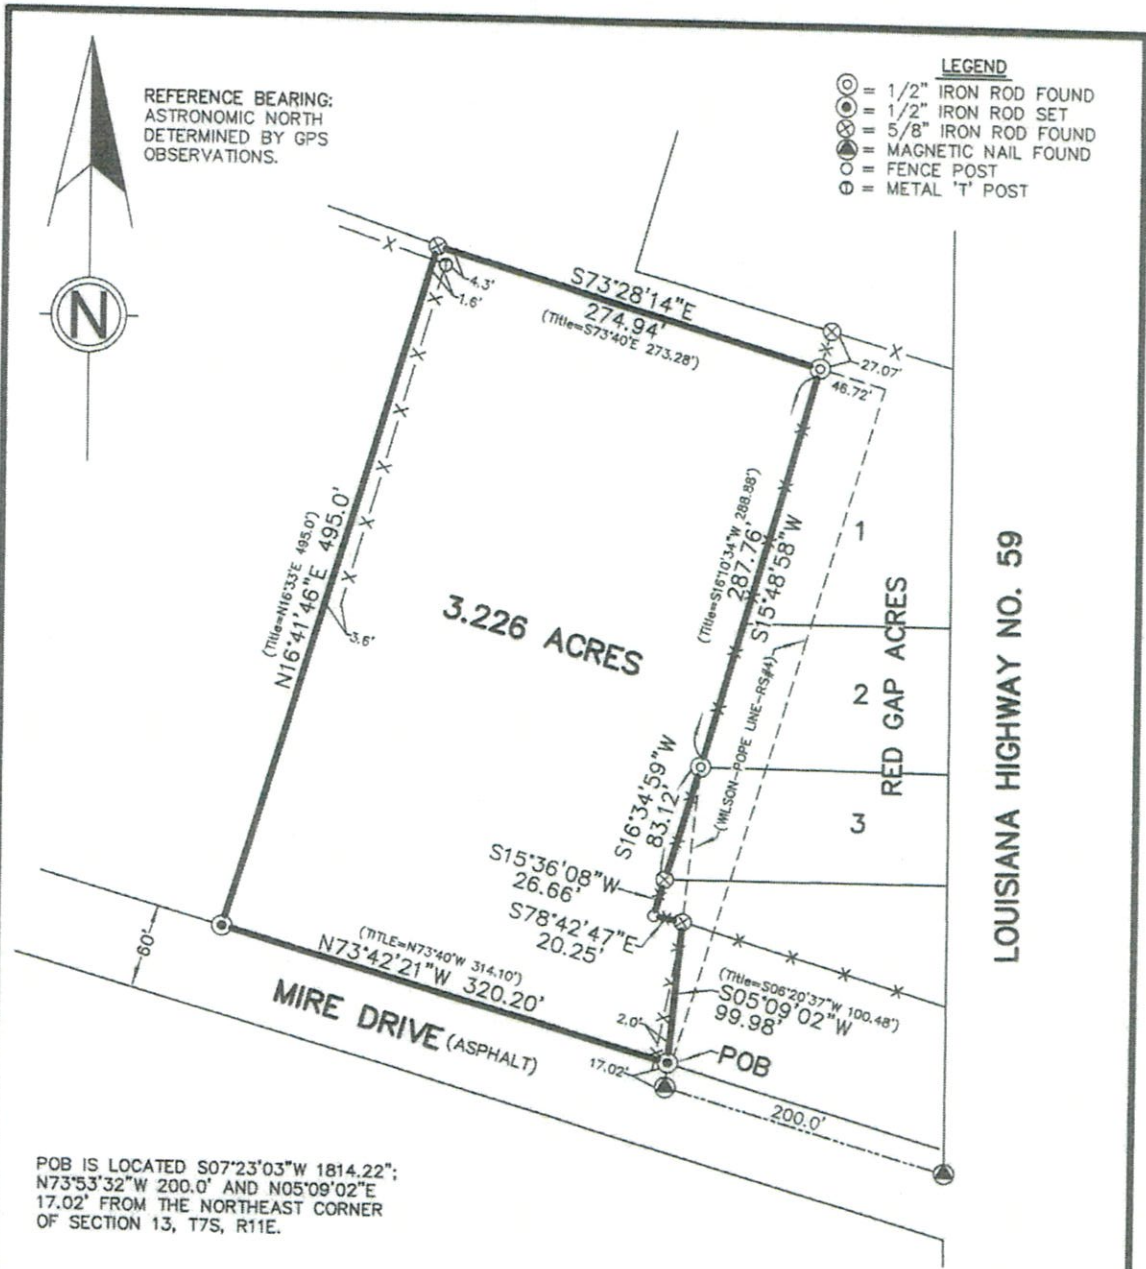 REFERENCE BEARING:
ASTRONOMIC NORTH
DETERMINED BY GPS
OBSERVATIONS.
LEGEND
= 1/2" IRON ROD FOUND
= 1/2" IRON ROD SET
= 5/8" IRON ROD FOUND
= MAGNETIC NAIL FOUND
= FENCE POST
= METAL 'T' POST
N
4.3'
1.6'
S73°28'14"E
274.94'
(Title=S73°40'E 273.28')
27.07'
46.72'
(Title=N16°33'E 495.0')
N16°41'46"E 495.0'
3.6'
3.226 ACRES
(Title=S16°10'34"W 288.88')
287.76'
S15°48'58"W
1
2
3
RED GAP ACRES
LOUISIANA HIGHWAY NO. 59
(WILSON-POPE LINE-RS#4)
S16°34'59"W
83.12'
S15°36'08"W
26.66'
S78°42'47"E
20.25'
(Title=S06°20'37"W 100.48')
S05°09'02"W
99.98'
60'
(TITLE=N73°40'W 314.10')
N73°42'21"W 320.20'
MIRE DRIVE (ASPHALT)
2.0'
17.02'
POB
200.0'
POB IS LOCATED S07°23'03"W 1814.22";
N73°53'32"W 200.0' AND N05°09'02"E
17.02' FROM THE NORTHEAST CORNER
OF SECTION 13, T7S, R11E.